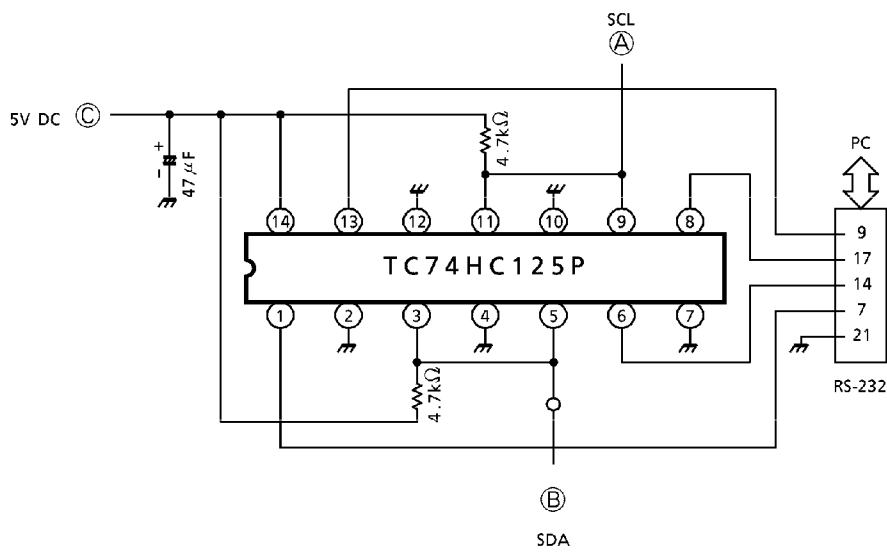 SCL
Ⓐ
5V DC Ⓒ
+
-
47μF
4.7kΩ
PC
14 13 12 11 10 9 8
TC74HC125P
1 2 3 4 5 6 7
9
17
14
7
21
RS-232
4.7kΩ
Ⓑ
SDA